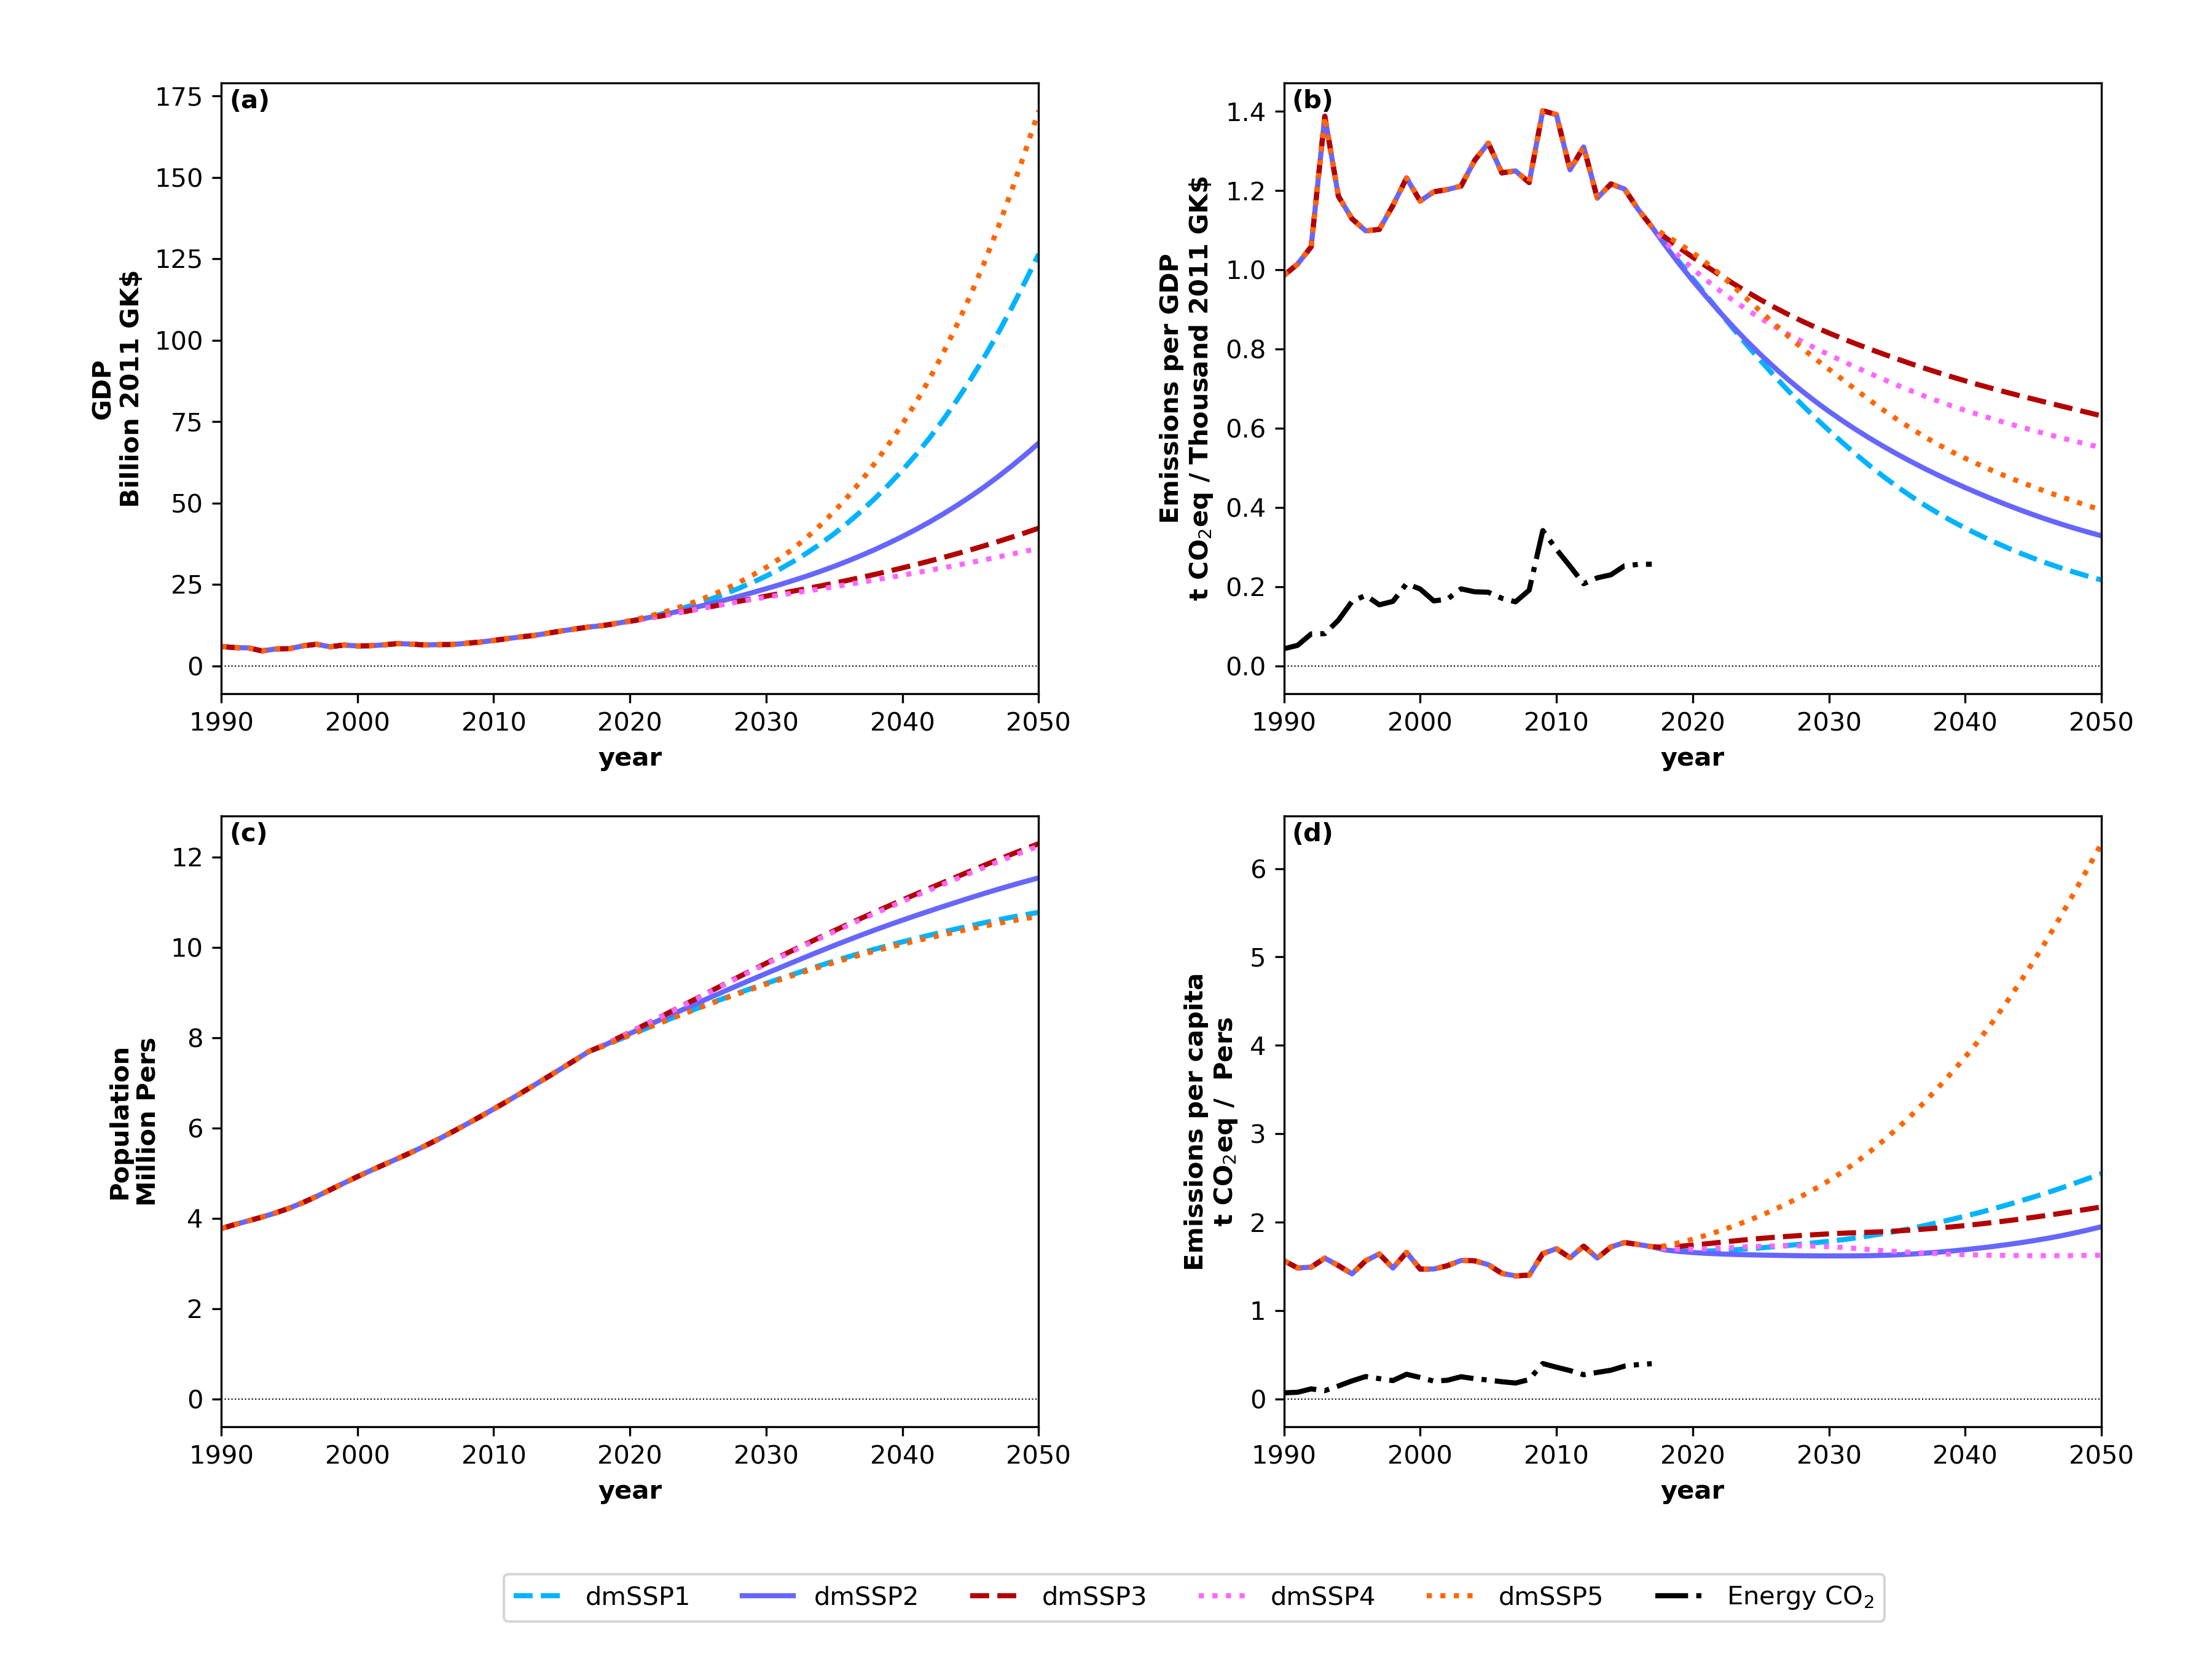 (a)
175
150
125
100
75
50
25
0
GDP
Billion 2011 GK$
1990 2000 2010 2020 2030 2040 2050
year
(b)
1.4
1.2
1.0
0.8
0.6
0.4
0.2
0.0
Emissions per GDP
t CO₂eq / Thousand 2011 GK$
1990 2000 2010 2020 2030 2040 2050
year
(c)
12
10
8
6
4
2
0
Population
Million Pers
1990 2000 2010 2020 2030 2040 2050
year
(d)
6
5
4
3
2
1
0
Emissions per capita
t CO₂eq / Pers
1990 2000 2010 2020 2030 2040 2050
year
dmSSP1 dmSSP2 dmSSP3 dmSSP4 dmSSP5 Energy CO₂